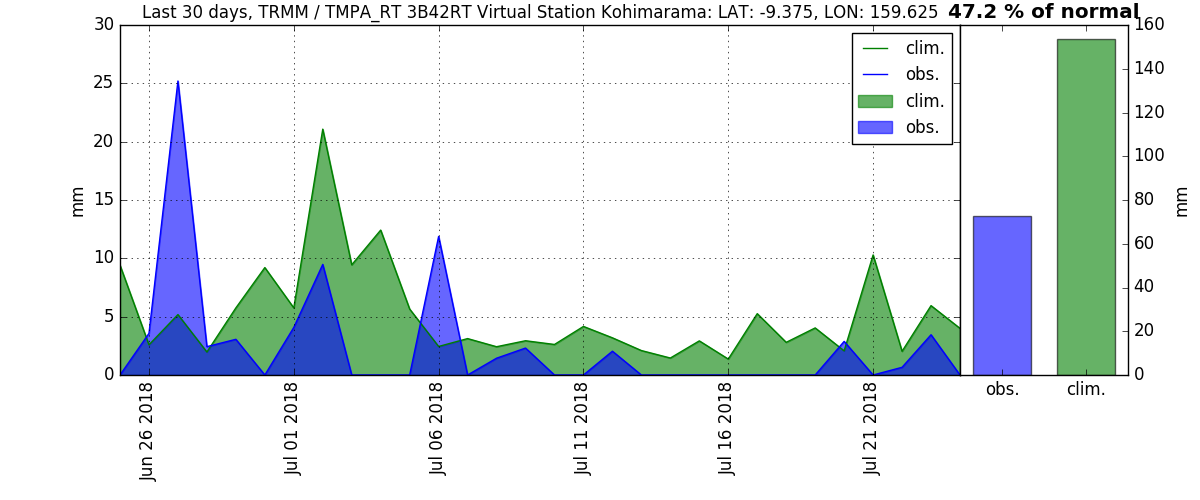 Last 30 days, TRMM / TMPA_RT 3B42RT Virtual Station Kohimarama: LAT: -9.375, LON: 159.625
47.2 % of normal
30
25
20
15
10
5
0
mm
clim.
obs.
clim.
obs.
Jun 26 2018
Jul 01 2018
Jul 06 2018
Jul 11 2018
Jul 16 2018
Jul 21 2018
160
140
120
100
80
60
40
20
0
mm
obs.
clim.